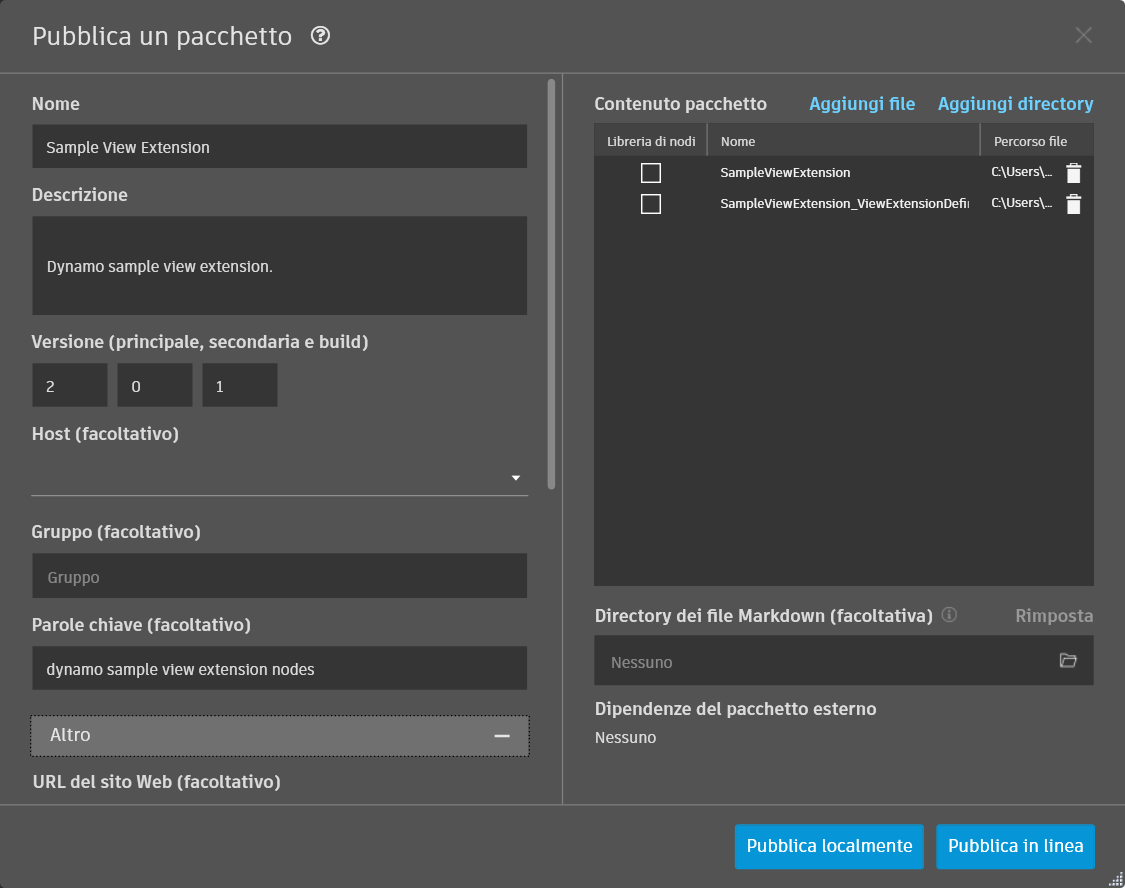 Pubblica un pacchetto
Nome
Sample View Extension
Descrizione
Dynamo sample view extension.
Versione (principale, secondaria e build)
2 0 1
Host (facoltativo)
Gruppo (facoltativo)
Gruppo
Parole chiave (facoltativo)
dynamo sample view extension nodes
Altro
URL del sito Web (facoltativo)
Contenuto pacchetto Aggiungi file Aggiungi directory
Libreria di nodi Nome Percorso file
SampleViewExtension C:\Users\...
SampleViewExtension_ViewExtensionDefi C:\Users\...
Directory dei file Markdown (facoltativa) Rimposta
Nessuno
Dipendenze del pacchetto esterno
Nessuno
Pubblica localmente Pubblica in linea